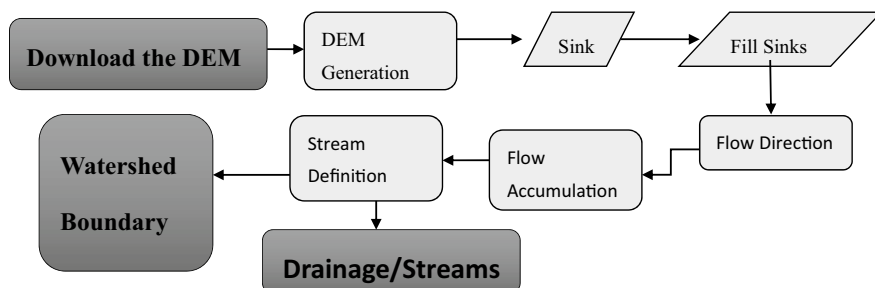 Download the DEM
DEM
Generation
Sink
Fill Sinks
Flow Direction
Flow
Accumulation
Stream
Definition
Watershed
Boundary
Drainage/Streams